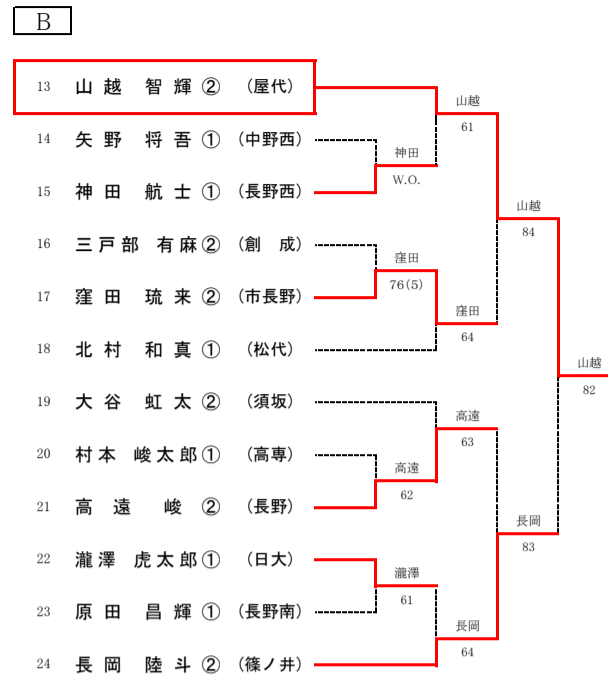 B
13 山越 智輝② (屋代)
14 矢野 将吾① (中野西)
15 神田 航士① (長野西)
16 三戸部 有麻② (創 成)
17 窪田 琉来② (市長野)
18 北村 和真① (松代)
19 大谷 虹太② (須坂)
20 村本 峻太郎① (高専)
21 高遠 峻② (長野)
22 瀧澤 虎太郎① (日大)
23 原田 昌輝① (長野南)
24 長岡 陸斗② (篠ノ井)
神田
W.O.
窪田
76(5)
高遠
62
瀧澤
61
山越
61
窪田
64
高遠
63
長岡
64
山越
84
長岡
83
山越
82